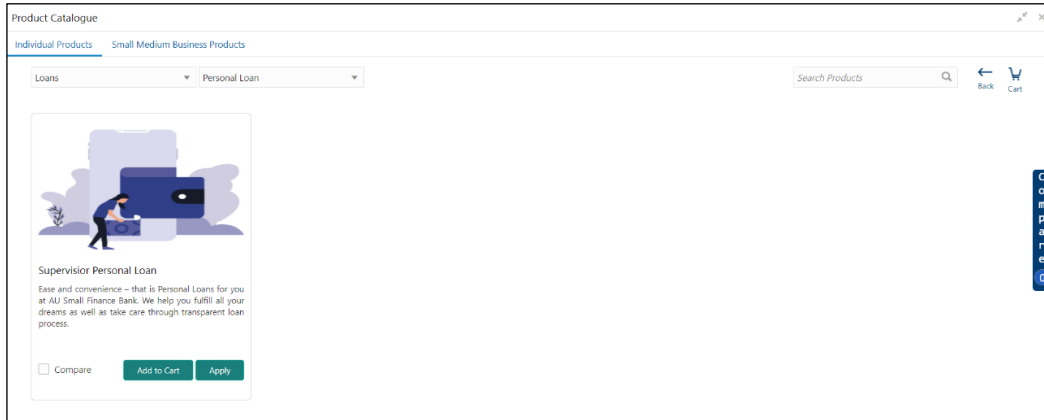 Product Catalogue
Individual Products Small Medium Business Products
Loans Personal Loan Search Products
Back Cart
Supervisior Personal Loan
Ease and convenience – that is Personal Loans for you
at AU Small Finance Bank. We help you fulfill all your
dreams as well as take care through transparent loan
process.
Compare Add to Cart Apply
Compare
0